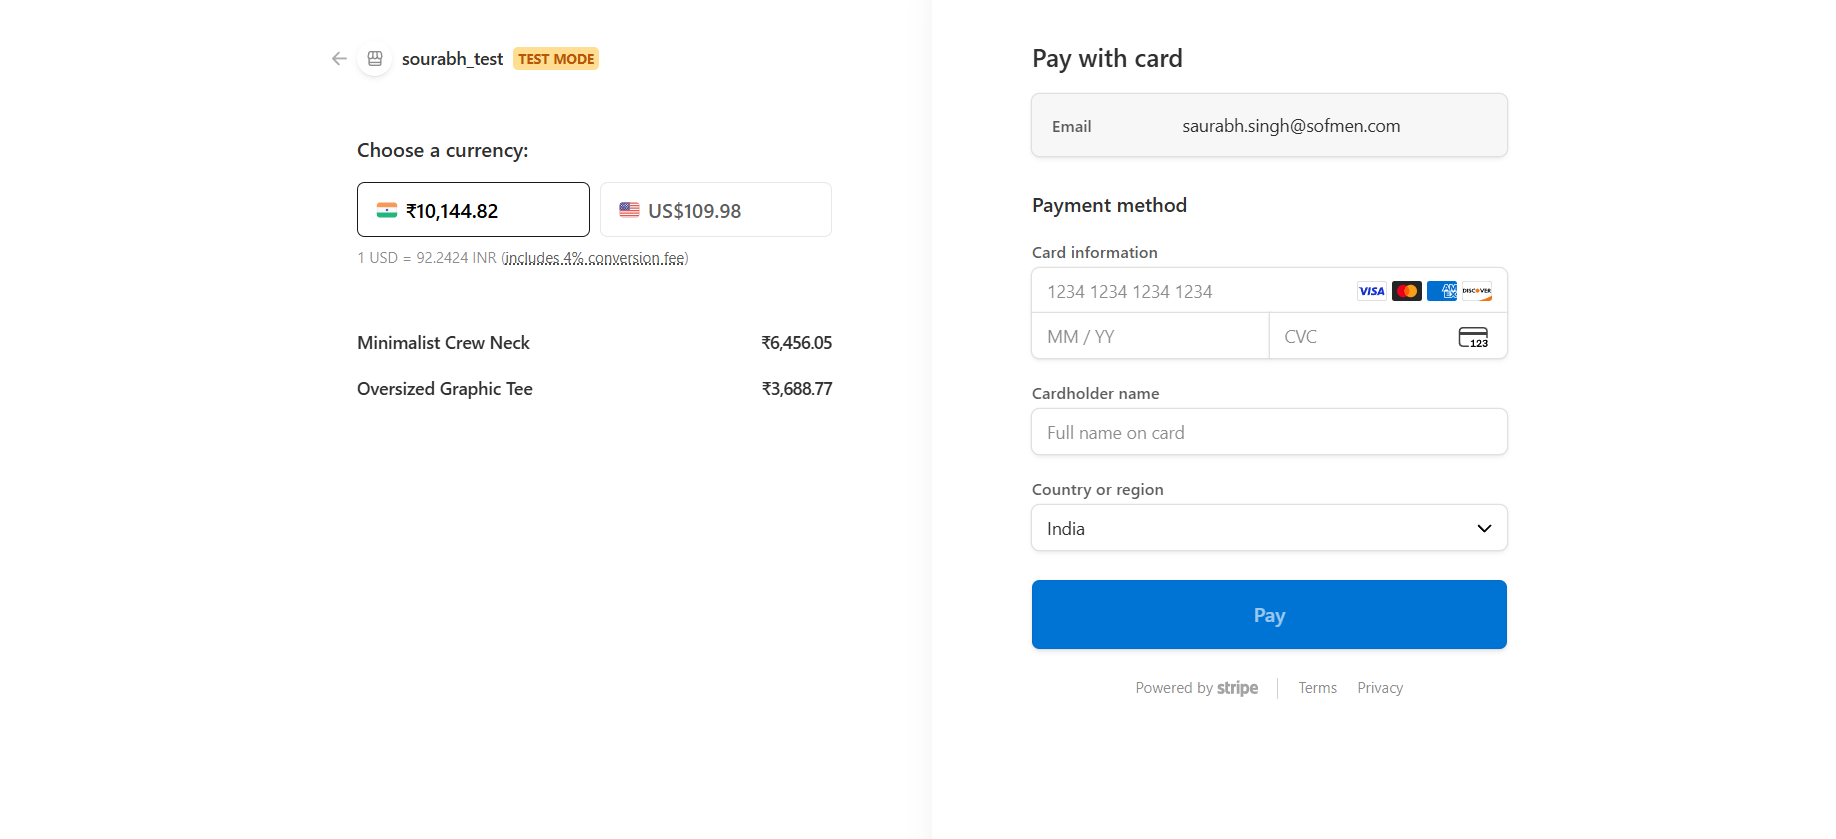 sourabh_test TEST MODE
Choose a currency:
₹10,144.82 US$109.98
1 USD = 92.2424 INR (includes 4% conversion fee)
Minimalist Crew Neck ₹6,456.05
Oversized Graphic Tee ₹3,688.77
Pay with card
Email saurabh.singh@sofmen.com
Payment method
Card information
1234 1234 1234 1234 VISA AMEX DISCOVER
MM / YY CVC 123
Cardholder name
Full name on card
Country or region
India
Pay
Powered by stripe Terms Privacy